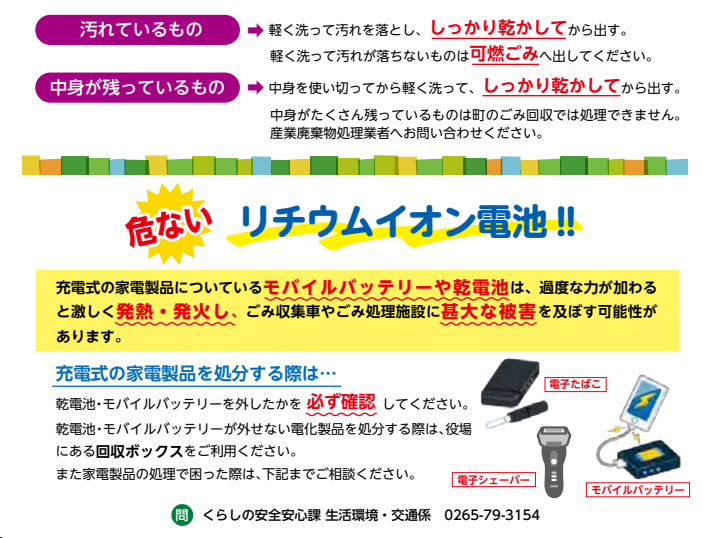 汚れているもの
軽く洗って汚れを落とし、しっかり乾かしてから出す。
軽く洗って汚れが落ちないものは可燃ごみへ出してください。
中身が残っているもの
中身を使い切ってから軽く洗って、しっかり乾かしてから出す。
中身がたくさん残っているものは町のごみ回収では処理できません。
産業廃棄物処理業者へお問い合わせください。
危ない リチウムイオン電池!!
充電式の家電製品についているモバイルバッテリーや乾電池は、過度な力が加わる
と激しく発熱・発火し、ごみ収集車やごみ処理施設に甚大な被害を及ぼす可能性が
あります。
充電式の家電製品を処分する際は…
乾電池・モバイルバッテリーを外したかを 必ず確認 してください。
乾電池・モバイルバッテリーが外せない電化製品を処分する際は、役場
にある回収ボックスをご利用ください。
また家電製品の処理で困った際は、下記までご相談ください。
電子たばこ
電子シェーバー
モバイルバッテリー
問 くらしの安全安心課 生活環境・交通係 0265-79-3154